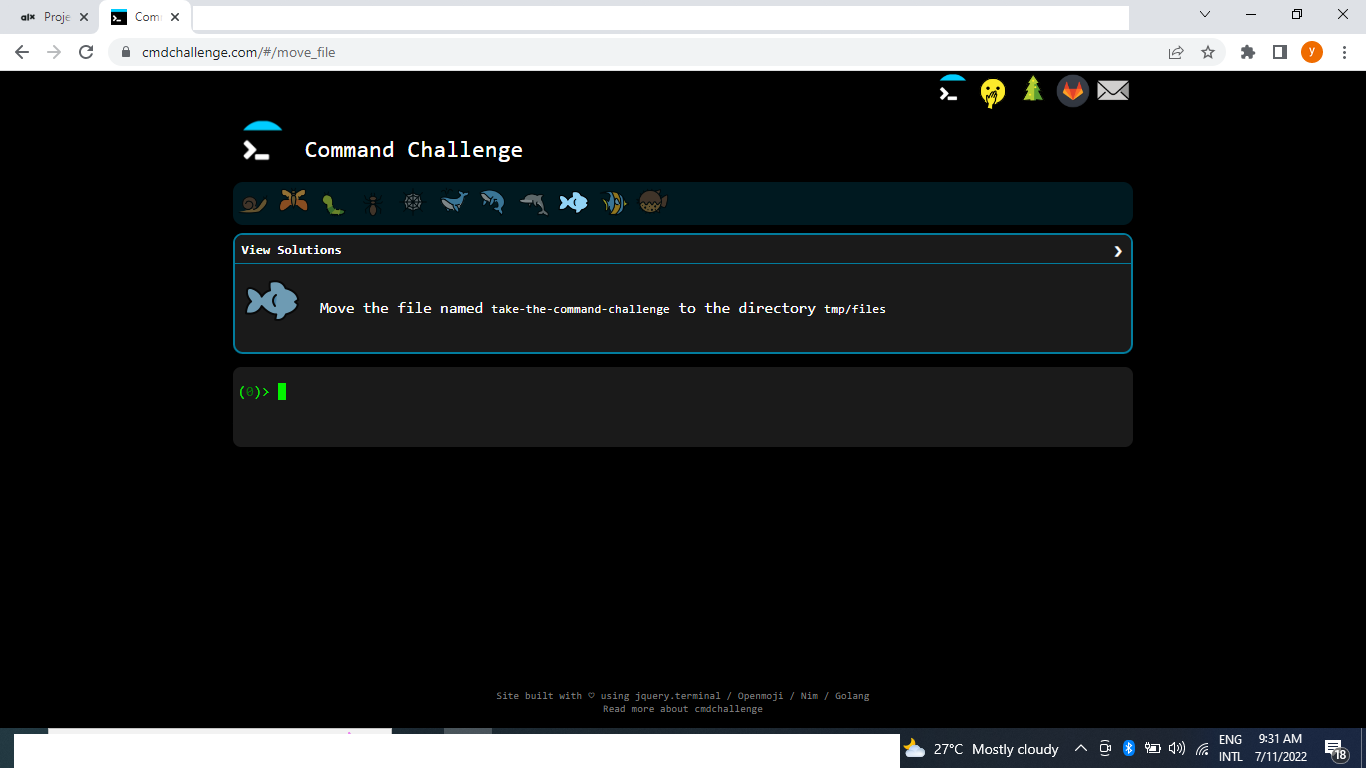 alx Proje
Com
cmdchallenge.com/#/move_file
y
Command Challenge
View Solutions
Move the file named take-the-command-challenge to the directory tmp/files
(0)>
Site built with ♡ using jquery.terminal / Openmoji / Nim / Golang
Read more about cmdchallenge
27°C Mostly cloudy
ENG
INTL
9:31 AM
7/11/2022
18